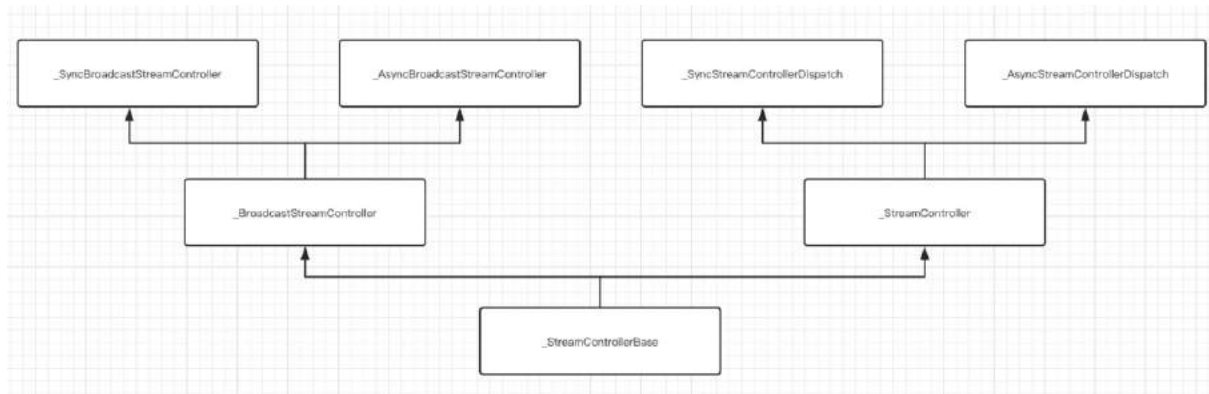 _SyncBroadcastStreamController
_AsyncBroadcastStreamController
_SyncStreamControllerDispatch
_AsyncStreamControllerDispatch
_BroadcastStreamController
_StreamController
_StreamControllerBase